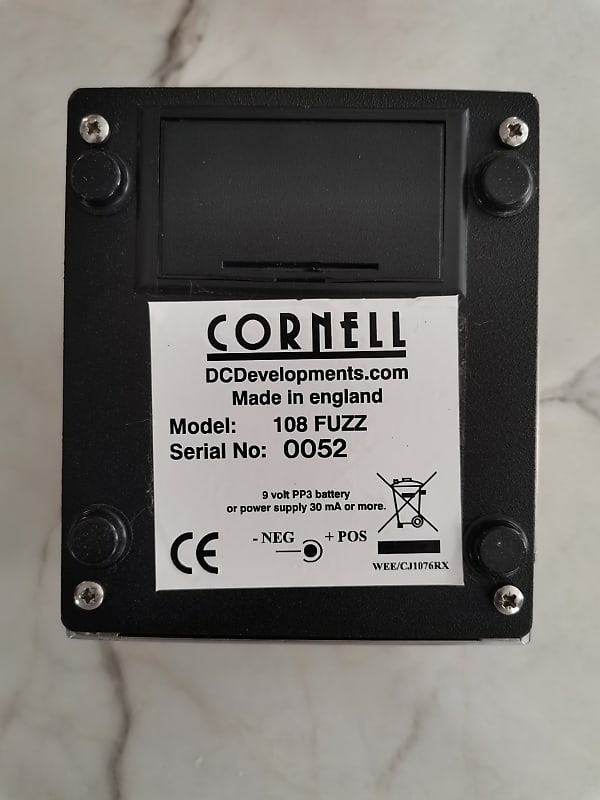 CORNELL
DCDevelopments.com
Made in england
Model: 108 FUZZ
Serial No: 0052
9 volt PP3 battery
or power supply 30 mA or more.
- NEG + POS
CE
WEE/CJ1076RX